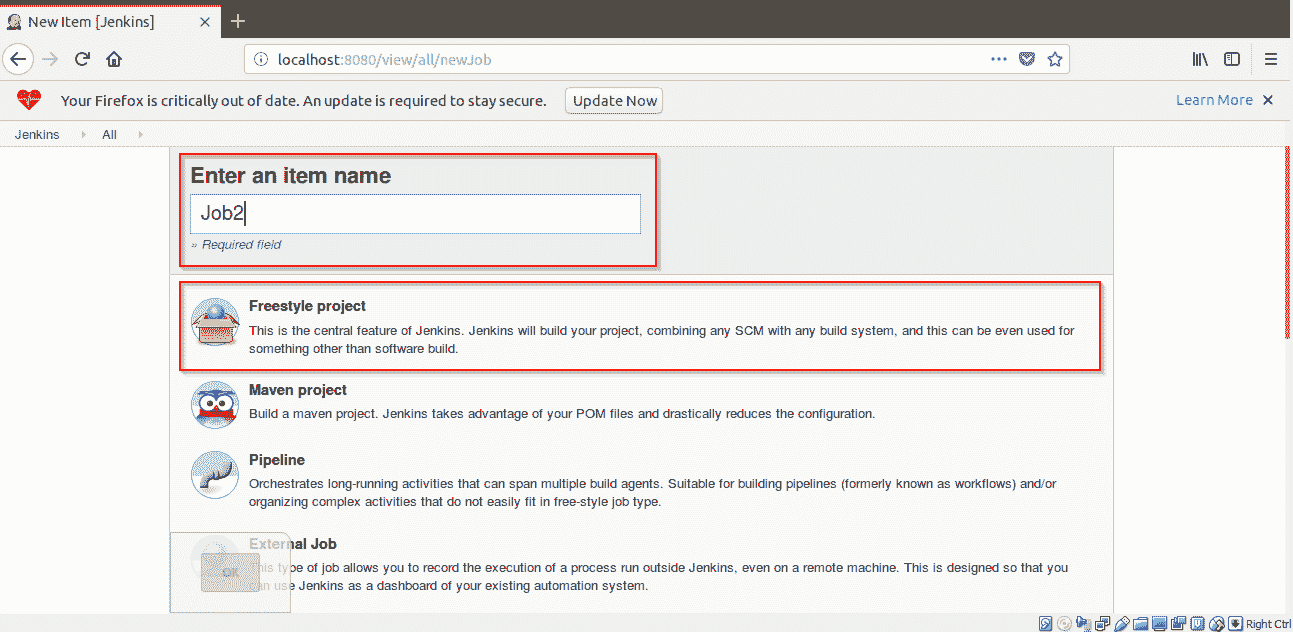 New Item [Jenkins]
localhost:8080/view/all/newJob
Your Firefox is critically out of date. An update is required to stay secure. Update Now Learn More
Jenkins All
Enter an item name
Job2
» Required field
Freestyle project
This is the central feature of Jenkins. Jenkins will build your project, combining any SCM with any build system, and this can be even used for
something other than software build.
Maven project
Build a maven project. Jenkins takes advantage of your POM files and drastically reduces the configuration.
Pipeline
Orchestrates long-running activities that can span multiple build agents. Suitable for building pipelines (formerly known as workflows) and/or
organizing complex activities that do not easily fit in free-style job type.
External Job
This type of job allows you to record the execution of a process run outside Jenkins, even on a remote machine. This is designed so that you
OK
can use Jenkins as a dashboard of your existing automation system.
Right Ctrl